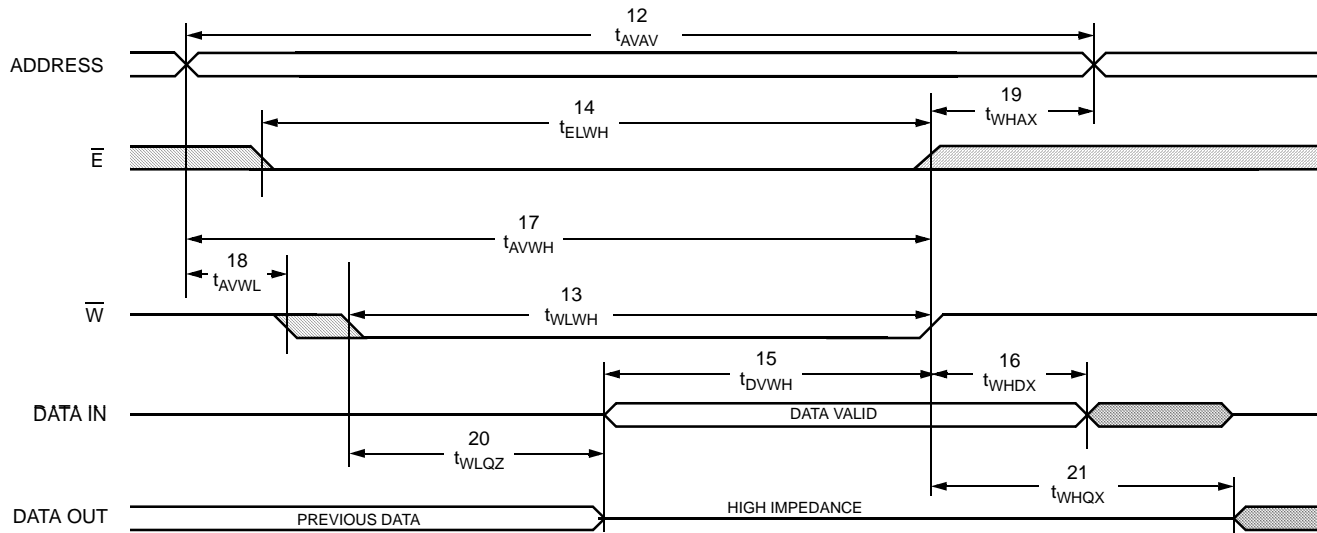 12
tAVAV
ADDRESS
14
tELWH
19
tWHAX
E
17
tAVWH
18
tAVWL
13
tWLWH
W
15
tDVWH
16
tWHDX
DATA IN
DATA VALID
20
tWLQZ
21
tWHQX
DATA OUT
PREVIOUS DATA
HIGH IMPEDANCE